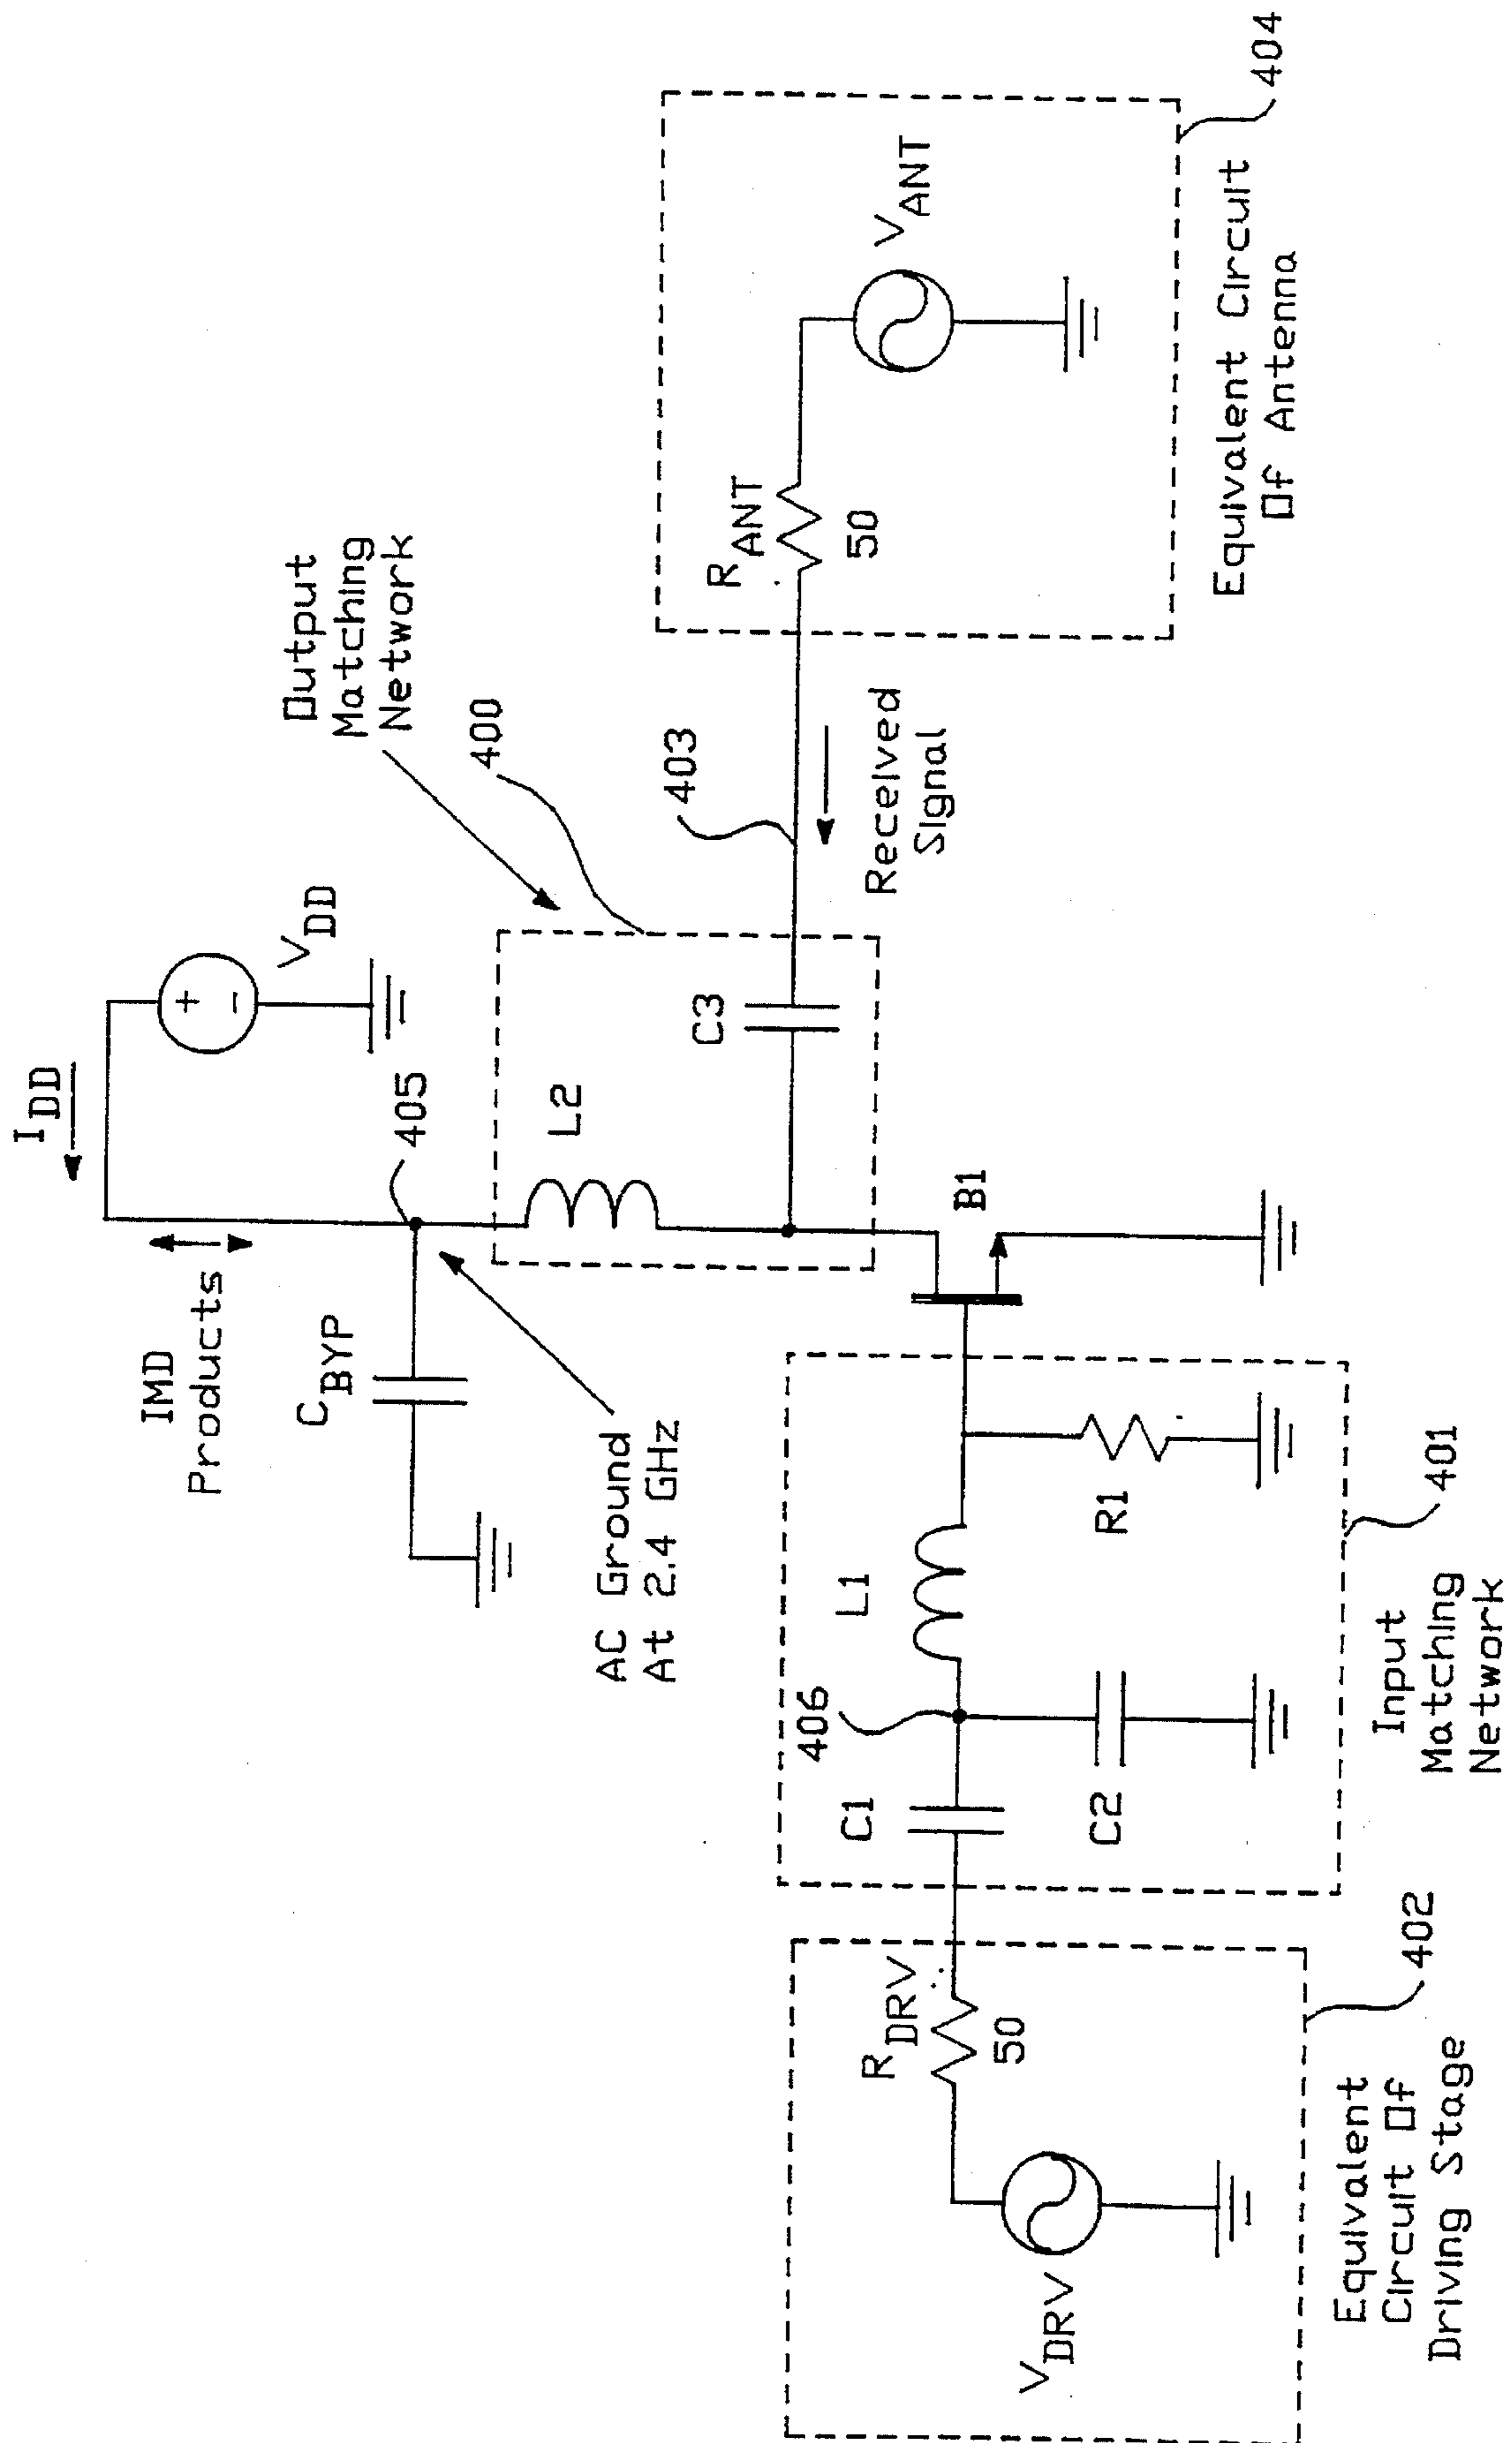 I_DD
IMD
Products
405
V_DD
C_BYP
AC Ground
At 2.4 GHz
Output
Matching
Network
400
L2
C3
403
Received
Signal
R_ANT
50
V_ANT
404
Equivalent Circuit
Of Antenna
B1
406
C1
L1
C2
R1
401
Input
Matching
Network
R_DRV
50
V_DRV
402
Equivalent
Circuit Of
Driving Stage